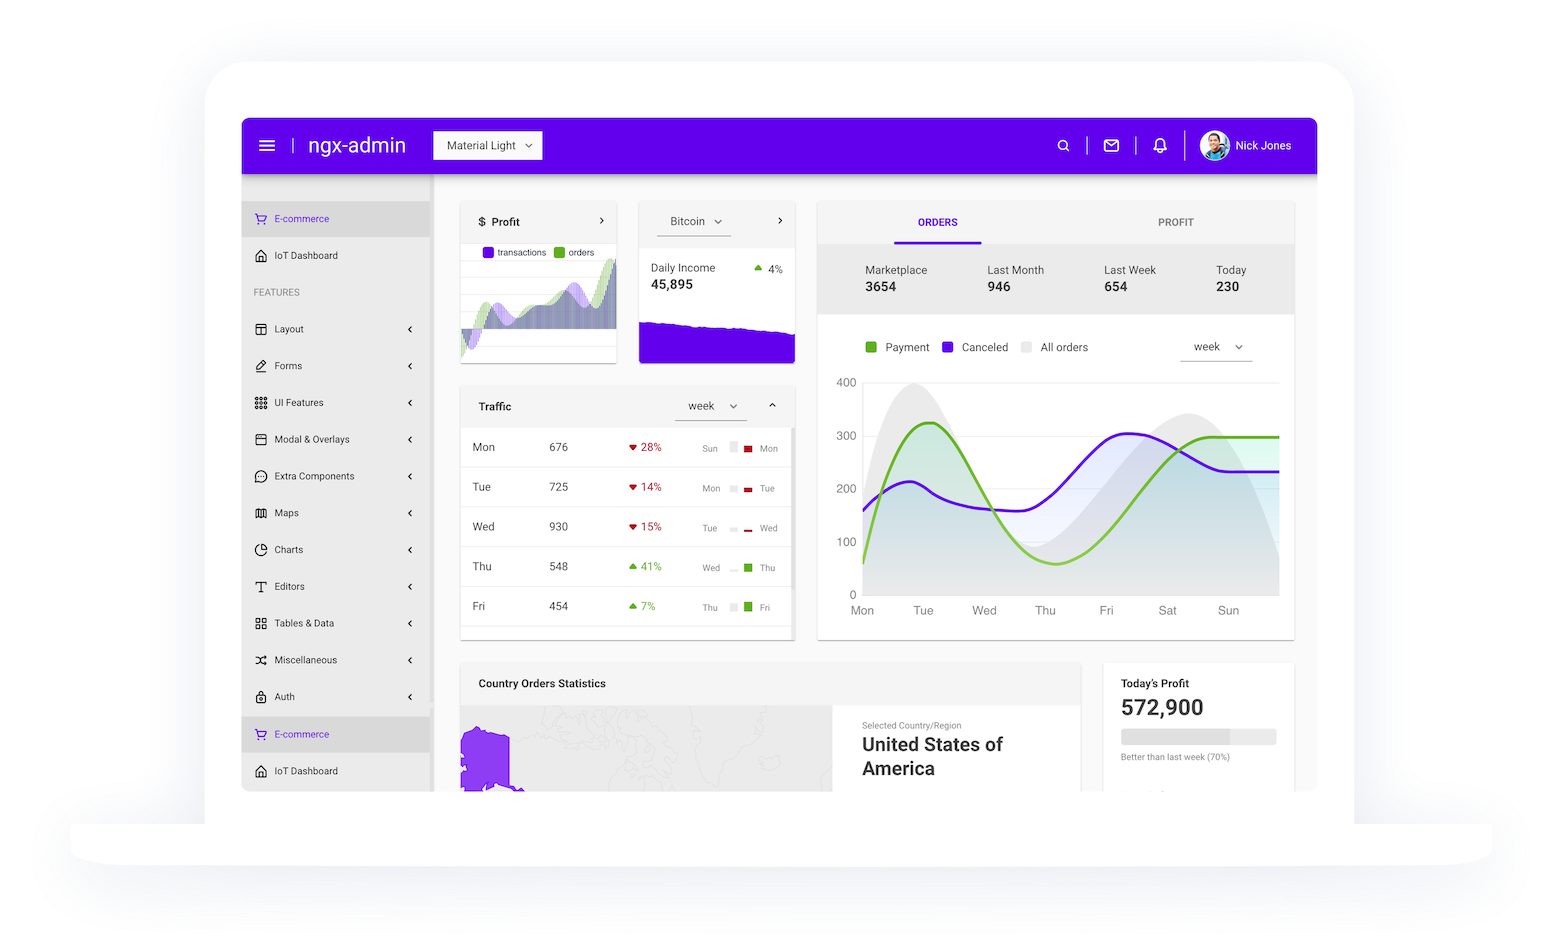 ngx-admin
Material Light
Nick Jones
E-commerce
IoT Dashboard
FEATURES
Layout
Forms
UI Features
Modal & Overlays
Extra Components
Maps
Charts
Editors
Tables & Data
Miscellaneous
Auth
E-commerce
IoT Dashboard
$ Profit
transactions orders
Bitcoin
Daily Income 4%
45,895
ORDERS PROFIT
Marketplace Last Month Last Week Today
3654 946 654 230
Payment Canceled All orders week
400
300
200
100
0
Mon Tue Wed Thu Fri Sat Sun
Traffic week
Mon 676 28% Sun Mon
Tue 725 14% Mon Tue
Wed 930 15% Tue Wed
Thu 548 41% Wed Thu
Fri 454 7% Thu Fri
Country Orders Statistics
Selected Country/Region
United States of
America
Today's Profit
572,900
Better than last week (70%)